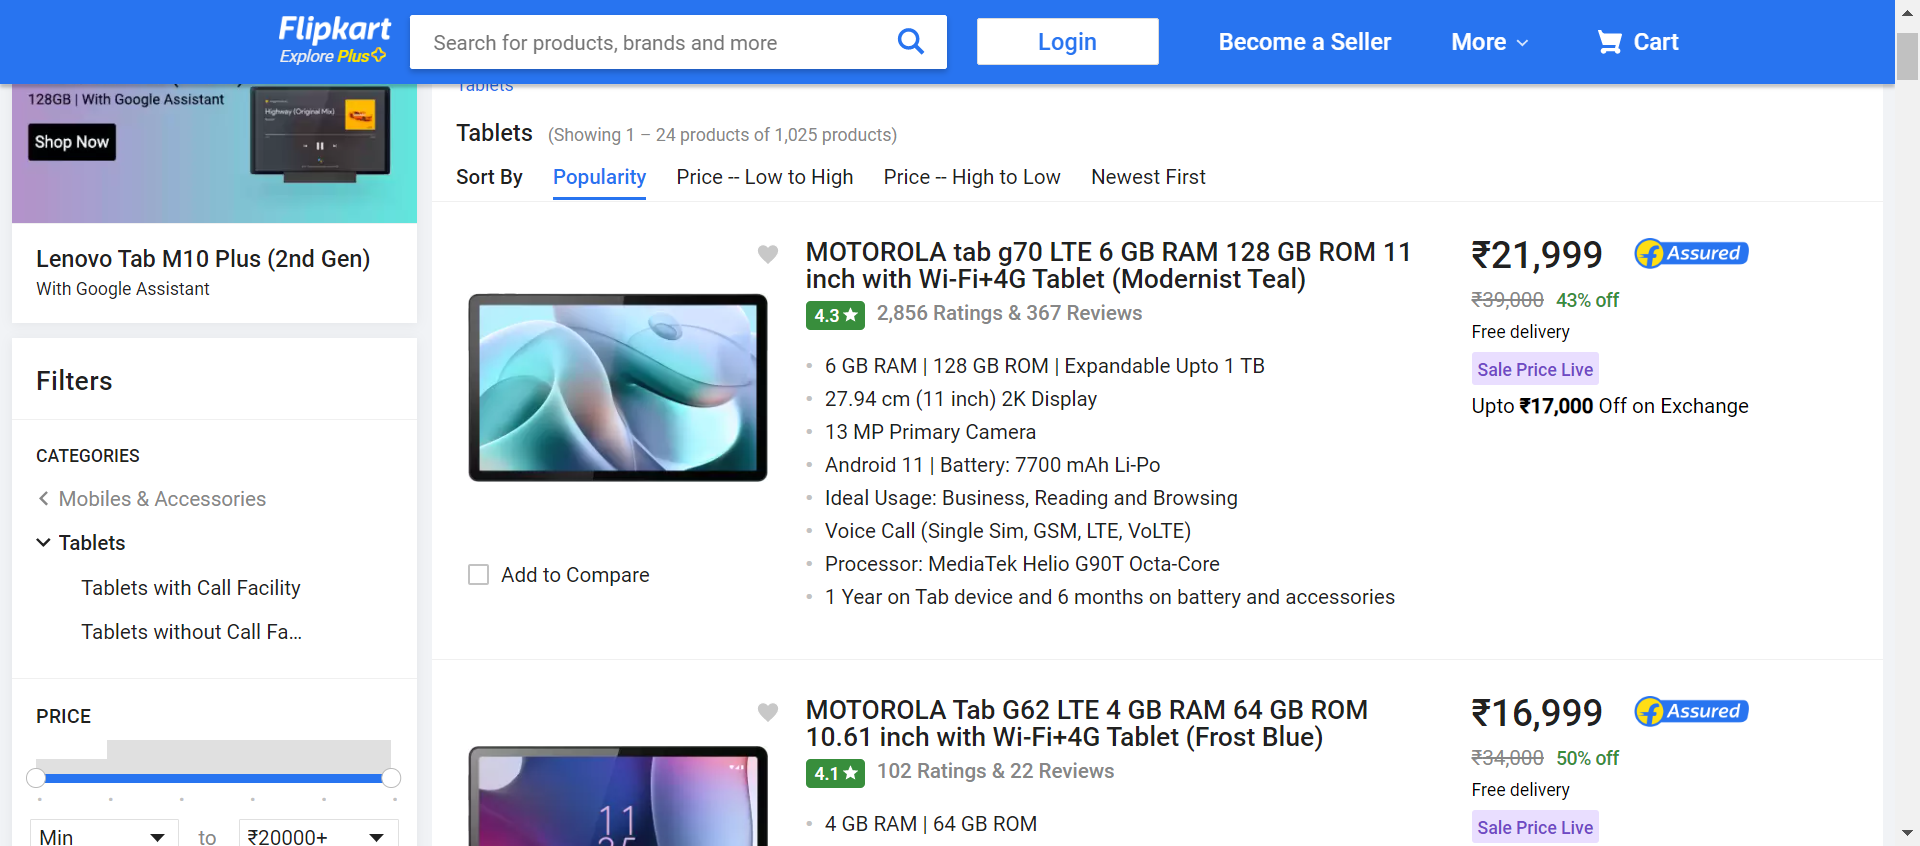 Flipkart
Explore Plus
Search for products, brands and more
Login
Become a Seller
More
Cart
128GB | With Google Assistant
Highway (Original Mix)
Shop Now
Lenovo Tab M10 Plus (2nd Gen)
With Google Assistant
Filters
CATEGORIES
Mobiles & Accessories
Tablets
Tablets with Call Facility
Tablets without Call Fa...
PRICE
Min
to
₹20000+
Tablets
Tablets (Showing 1 – 24 products of 1,025 products)
Sort By Popularity Price -- Low to High Price -- High to Low Newest First
MOTOROLA tab g70 LTE 6 GB RAM 128 GB ROM 11
inch with Wi-Fi+4G Tablet (Modernist Teal)
4.3★ 2,856 Ratings & 367 Reviews
6 GB RAM | 128 GB ROM | Expandable Upto 1 TB
27.94 cm (11 inch) 2K Display
13 MP Primary Camera
Android 11 | Battery: 7700 mAh Li-Po
Ideal Usage: Business, Reading and Browsing
Voice Call (Single Sim, GSM, LTE, VoLTE)
Processor: MediaTek Helio G90T Octa-Core
1 Year on Tab device and 6 months on battery and accessories
Add to Compare
₹21,999
Assured
₹39,000 43% off
Free delivery
Sale Price Live
Upto ₹17,000 Off on Exchange
MOTOROLA Tab G62 LTE 4 GB RAM 64 GB ROM
10.61 inch with Wi-Fi+4G Tablet (Frost Blue)
4.1★ 102 Ratings & 22 Reviews
4 GB RAM | 64 GB ROM
11
₹16,999
Assured
₹34,000 50% off
Free delivery
Sale Price Live